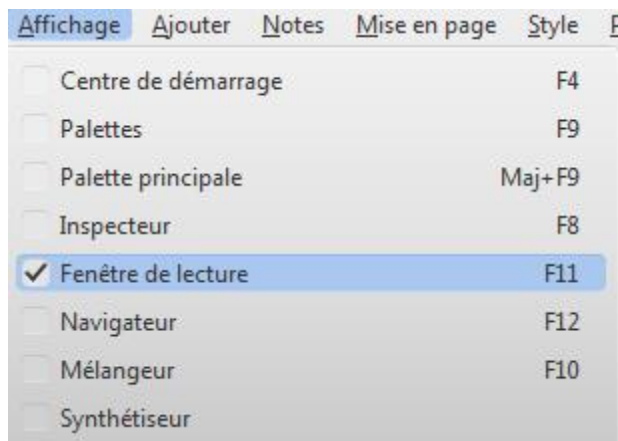 Affichage Ajouter Notes Mise en page Style
Centre de démarrage F4
Palettes F9
Palette principale Maj+F9
Inspecteur F8
Fenêtre de lecture F11
Navigateur F12
Mélangeur F10
Synthétiseur